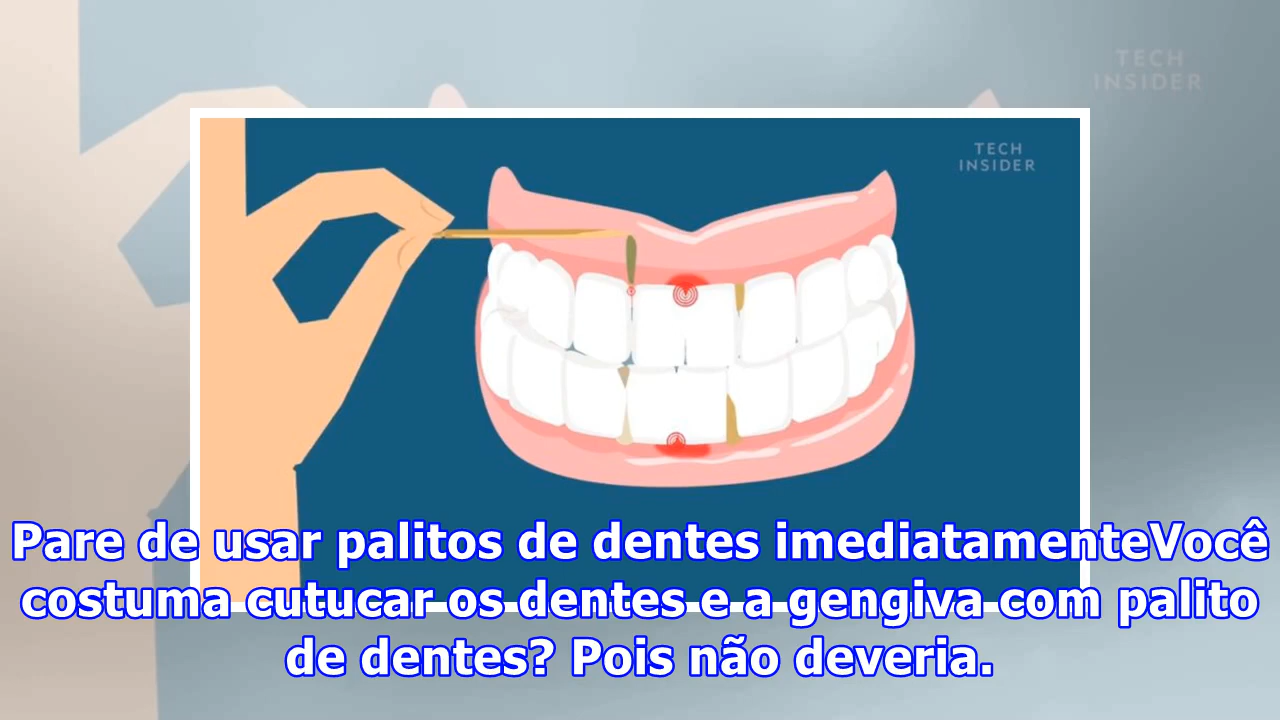 TECH
INSIDER
TECH
INSIDER
Pare de usar palitos de dentes imediatamenteVocê
costuma cutucar os dentes e a gengiva com palito
de dentes? Pois não deveria.